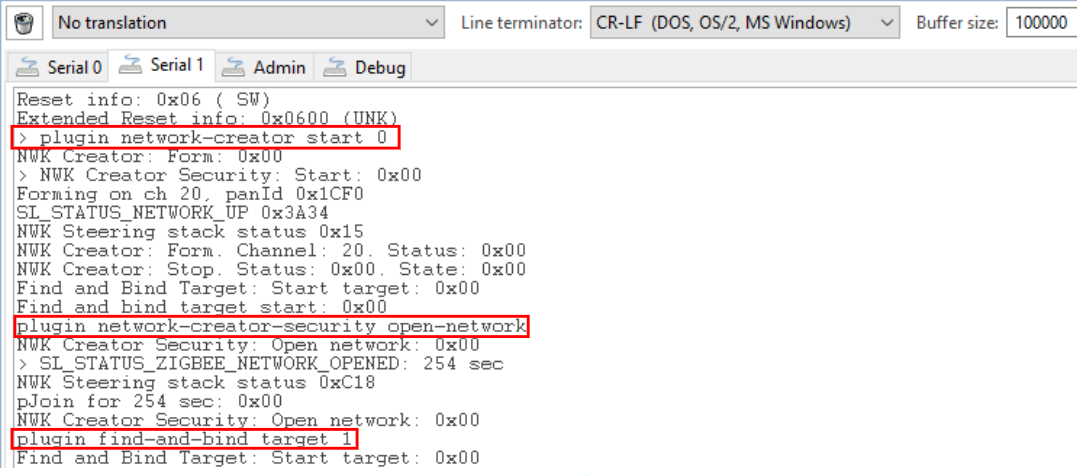 No translation
Line terminator:
CR-LF (DOS, OS/2, MS Windows)
Buffer size:
100000
Serial 0
Serial 1
Admin
Debug
Reset info: 0x06 ( SW)
Extended Reset info: 0x0600 (UNK)
> plugin network-creator start 0
NWK Creator: Form: 0x00
> NWK Creator Security: Start: 0x00
Forming on ch 20, panId 0x1CF0
SL_STATUS_NETWORK_UP 0x3A34
NWK Steering stack status 0x15
NWK Creator: Form. Channel: 20. Status: 0x00
NWK Creator: Stop. Status: 0x00. State: 0x00
Find and Bind Target: Start target: 0x00
Find and bind target start: 0x00
plugin network-creator-security open-network
NWK Creator Security: Open network: 0x00
> SL_STATUS_ZIGBEE_NETWORK_OPENED: 254 sec
NWK Steering stack status 0xC18
pJoin for 254 sec: 0x00
NWK Creator Security: Open network: 0x00
plugin find-and-bind target 1
Find and Bind Target: Start target: 0x00